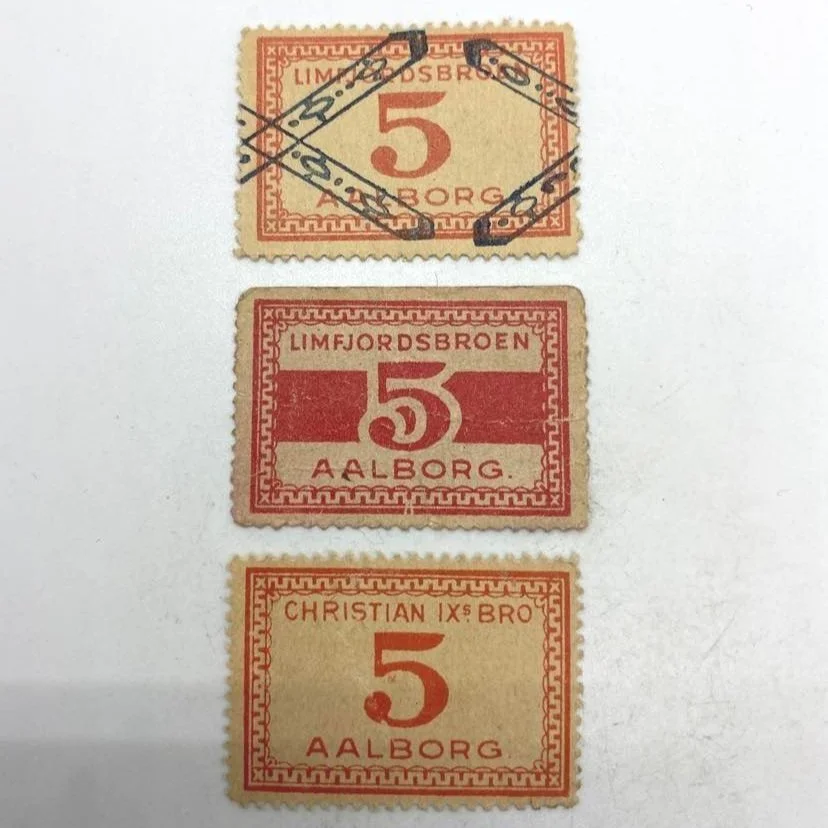 LIMFJORDSBROEN
5
AALBORG.
LIMFJORDSBROEN
5
AALBORG.
CHRISTIAN IXs BRO
5
AALBORG.